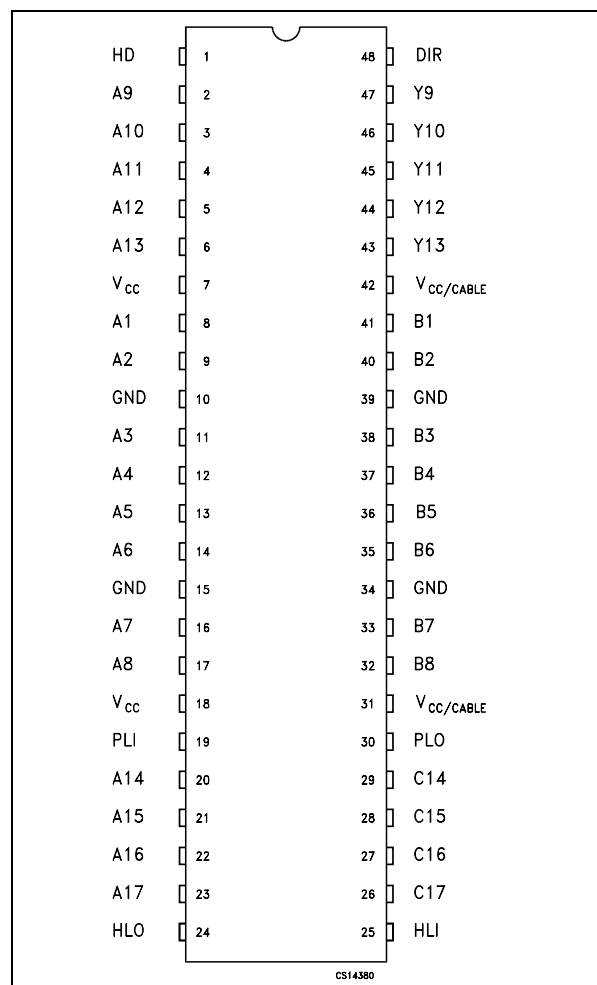 HD 1 48 DIR
A9 2 47 Y9
A10 3 46 Y10
A11 4 45 Y11
A12 5 44 Y12
A13 6 43 Y13
VCC 7 42 VCC/CABLE
A1 8 41 B1
A2 9 40 B2
GND 10 39 GND
A3 11 38 B3
A4 12 37 B4
A5 13 36 B5
A6 14 35 B6
GND 15 34 GND
A7 16 33 B7
A8 17 32 B8
VCC 18 31 VCC/CABLE
PLI 19 30 PLO
A14 20 29 C14
A15 21 28 C15
A16 22 27 C16
A17 23 26 C17
HLO 24 25 HLI
CS14380